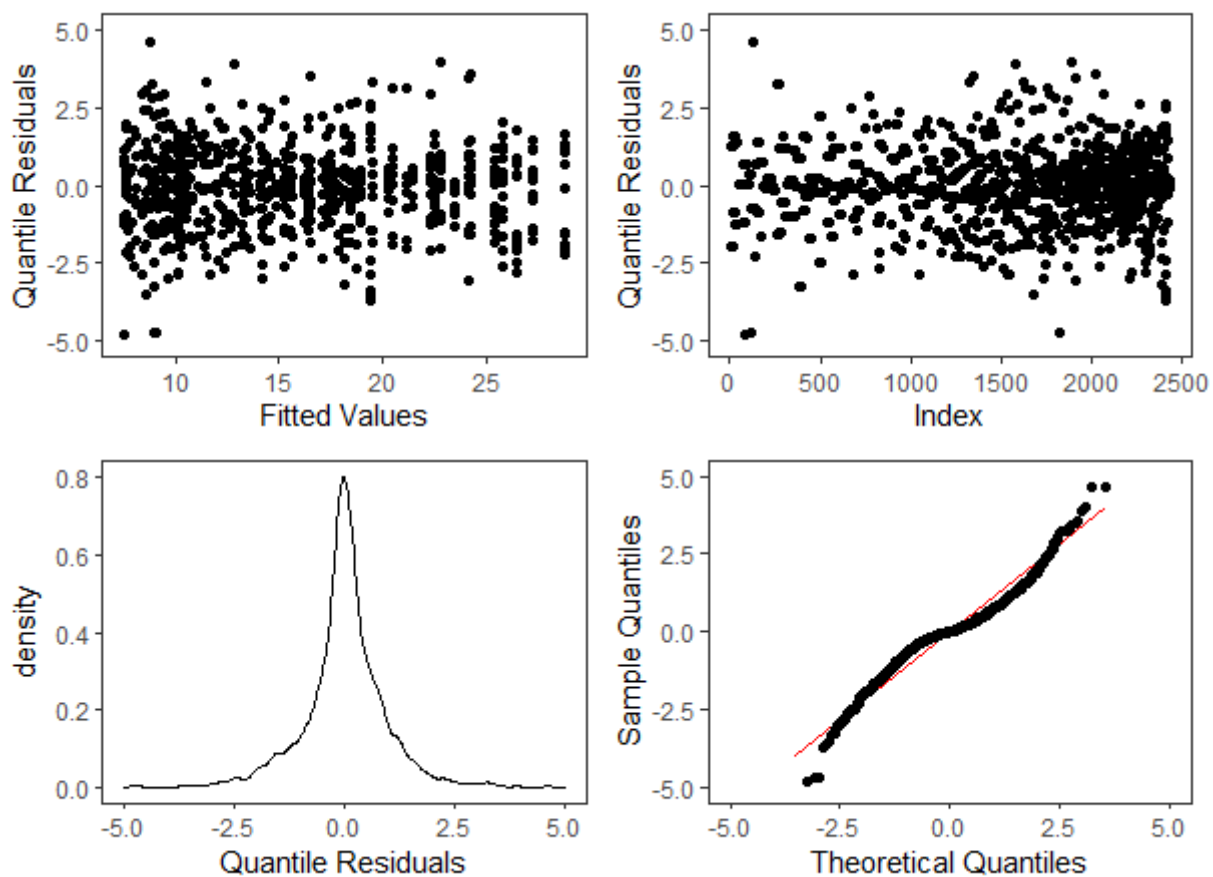 5.0
2.5
0.0
-2.5
-5.0
Quantile Residuals
10 15 20 25
Fitted Values
5.0
2.5
0.0
-2.5
-5.0
Quantile Residuals
0 500 1000 1500 2000 2500
Index
0.8
0.6
0.4
0.2
0.0
density
-5.0 -2.5 0.0 2.5 5.0
Quantile Residuals
5.0
2.5
0.0
-2.5
-5.0
Sample Quantiles
-5.0 -2.5 0.0 2.5 5.0
Theoretical Quantiles